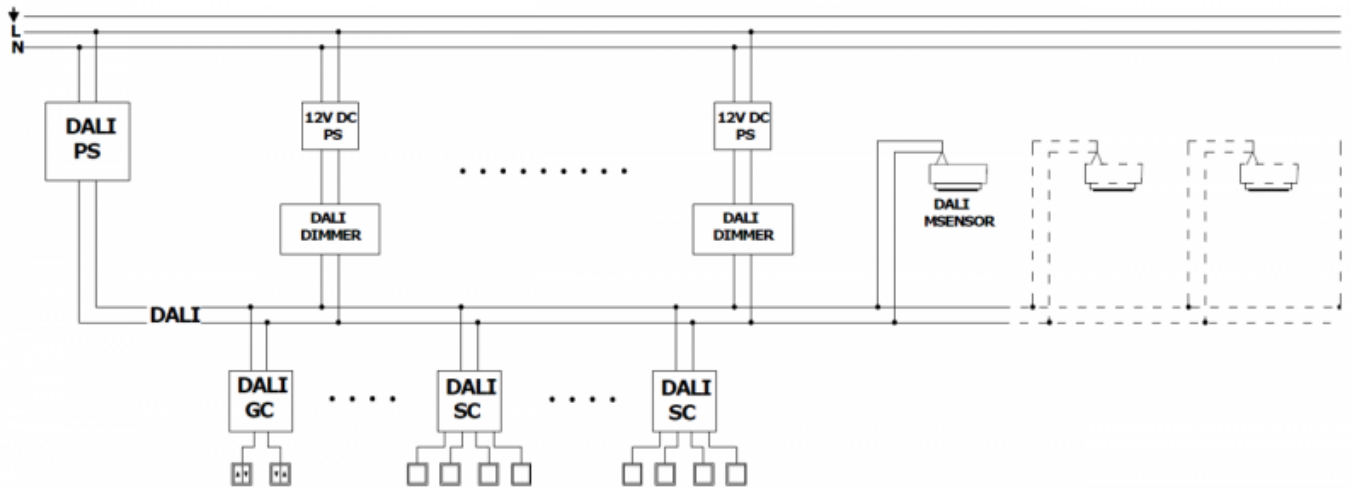 L
N
DALI
PS
12V DC
PS
12V DC
PS
DALI
DIMMER
DALI
DIMMER
DALI
MSENSOR
DALI
DALI
GC
DALI
SC
DALI
SC